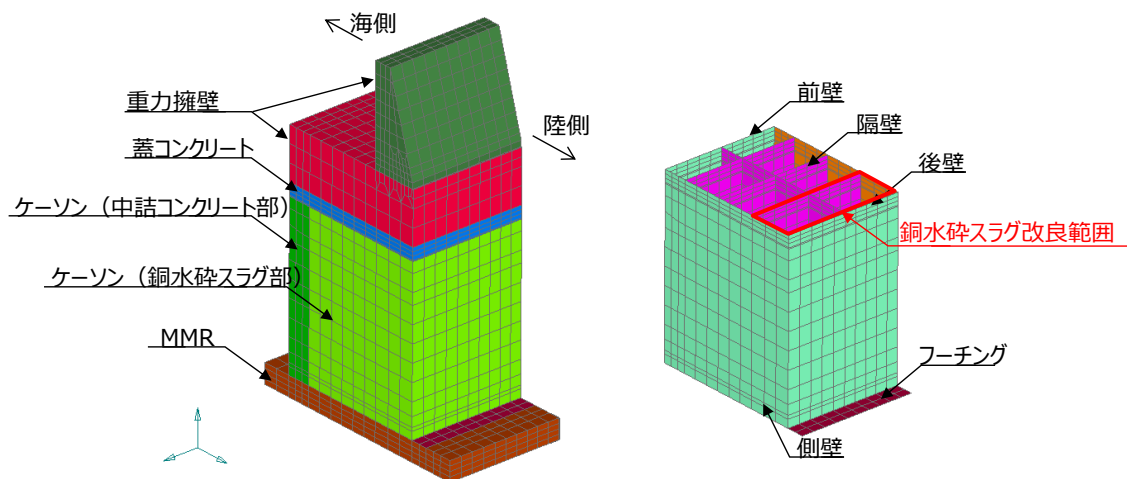 海側
重力擁壁
陸側
蓋コンクリート
ケーソン（中詰コンクリート部）
ケーソン（銅水砕スラグ部）
MMR
前壁
隔壁
後壁
銅水砕スラグ改良範囲
フーチング
側壁